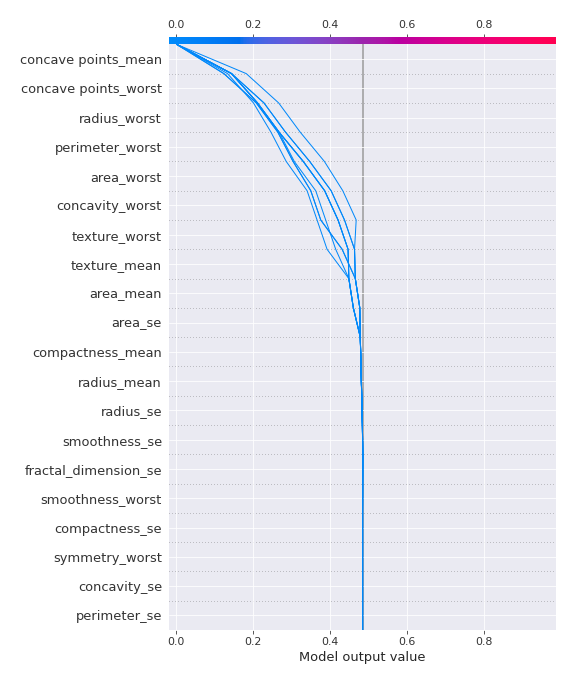 0.0 0.2 0.4 0.6 0.8
concave points_mean
concave points_worst
radius_worst
perimeter_worst
area_worst
concavity_worst
texture_worst
texture_mean
area_mean
area_se
compactness_mean
radius_mean
radius_se
smoothness_se
fractal_dimension_se
smoothness_worst
compactness_se
symmetry_worst
concavity_se
perimeter_se
0.0 0.2 0.4 0.6 0.8
Model output value